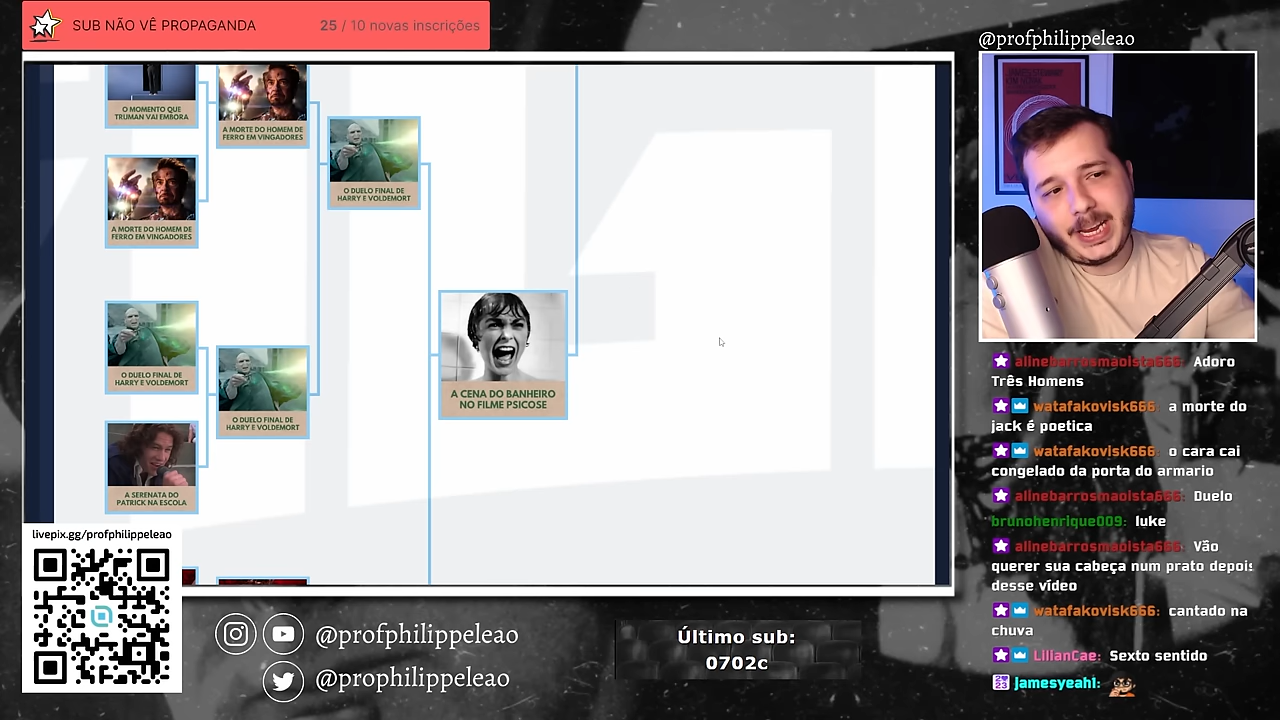 SUB NÃO VÊ PROPAGANDA
25 / 10 novas inscrições
@profphilippeleao
O MOMENTO QUE
TRUMAN VAI EMBORA
A MORTE DO HOMEM DE
FERRO EM VINGADORES
O DUELO FINAL DE
HARRY E VOLDEMORT
A MORTE DO HOMEM DE
FERRO EM VINGADORES
O DUELO FINAL DE
HARRY E VOLDEMORT
O DUELO FINAL DE
HARRY E VOLDEMORT
A CENA DO BANHEIRO
NO FILME PSICOSE
A SERENATA DO
PATRICK NA ESCOLA
alinebarrosmaoista666: Adoro
Três Homens
watafakovisk666: a morte do
jack é poetica
watafakovisk666: o cara cai
congelado da porta do armario
alinebarrosmaoista666: Duelo
brunohenrique009: luke
alinebarrosmaoista666: Vão
querer sua cabeça num prato depois
desse vídeo
watafakovisk666: cantado na
chuva
LilianCae: Sexto sentido
jamesyeah1:
livepix.gg/profphilippeleao
@profphilippeleao
@prophilippeleao
Último sub:
0702c